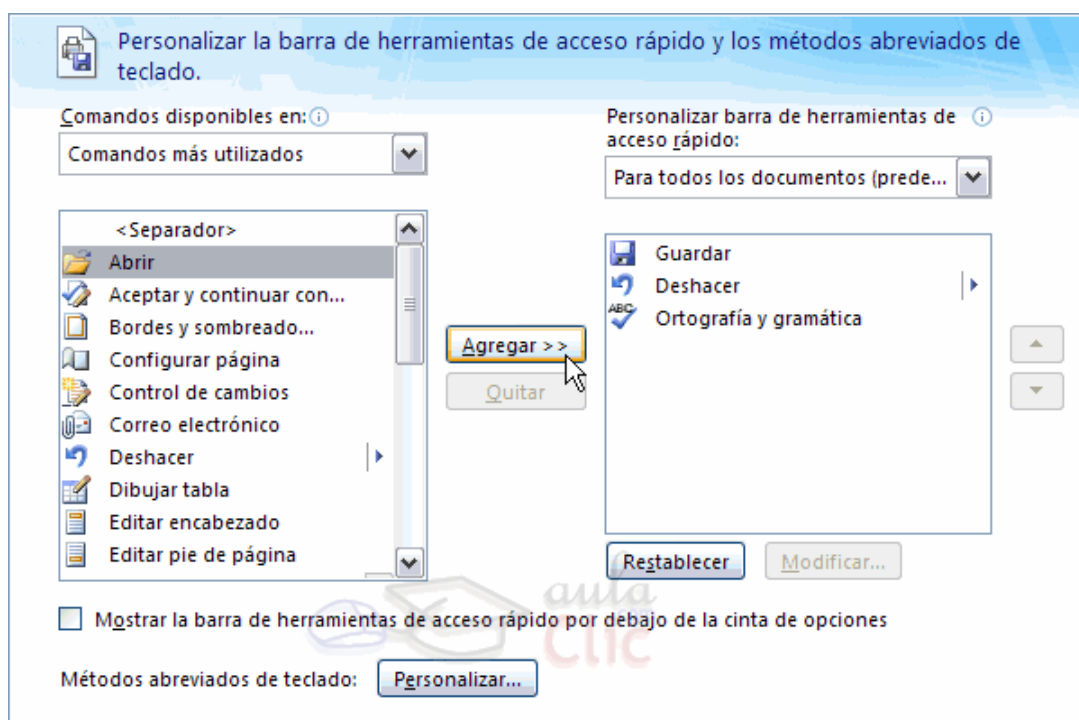 Personalizar la barra de herramientas de acceso rápido y los métodos abreviados de
teclado.
Comandos disponibles en:
Comandos más utilizados
<Separador>
Abrir
Aceptar y continuar con...
Bordes y sombreado...
Configurar página
Control de cambios
Correo electrónico
Deshacer
Dibujar tabla
Editar encabezado
Editar pie de página
Agregar >>
Quitar
Personalizar barra de herramientas de
acceso rápido:
Para todos los documentos (prede...
Guardar
Deshacer
ABC
Ortografía y gramática
Restablecer
Modificar...
Mostrar la barra de herramientas de acceso rápido por debajo de la cinta de opciones
Métodos abreviados de teclado:
Personalizar...
aula
.com
Clic